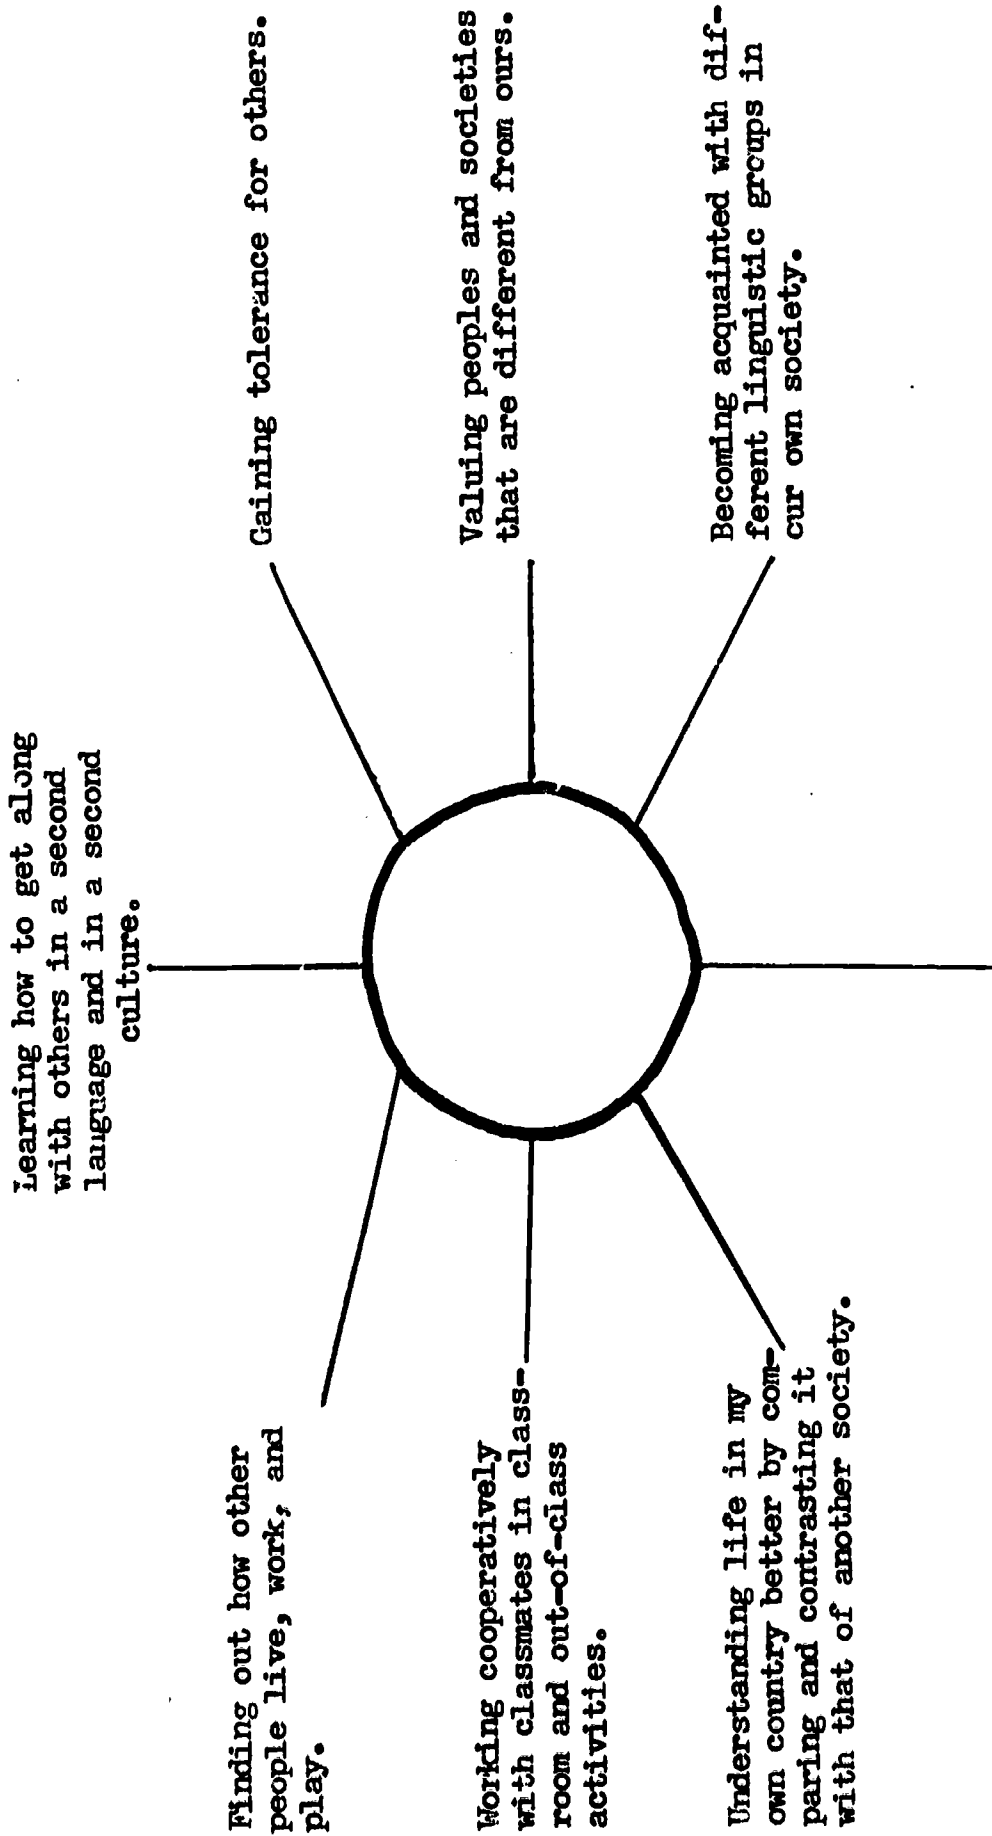 Learning how to get along
with others in a second
language and in a second
culture.
Finding out how other
people live, work, and
play.
Gaining tolerance for others.
Working cooperatively
with classmates in class-
room and out-of-class
activities.
Valuing peoples and societies
that are different from ours.
Understanding life in my
own country better by com-
paring and contrasting it
with that of another society.
Becoming acquainted with dif-
ferent linguistic groups in
cur own society.